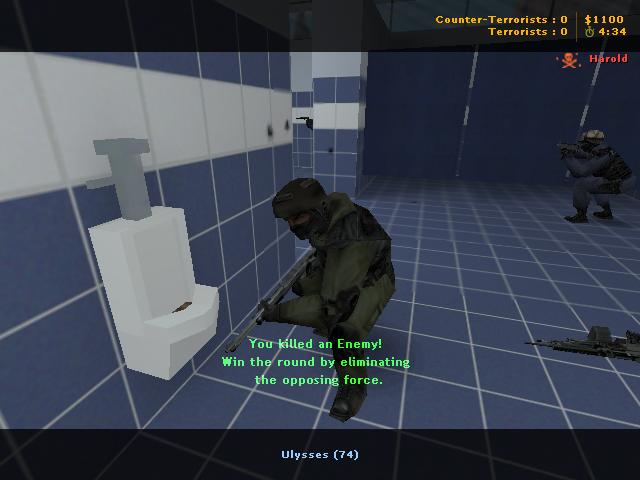 Counter-Terrorists : 0 $1100
Terrorists : 0 4:34
Harold
You killed an Enemy!
Win the round by eliminating
the opposing force.
Ulysses (74)